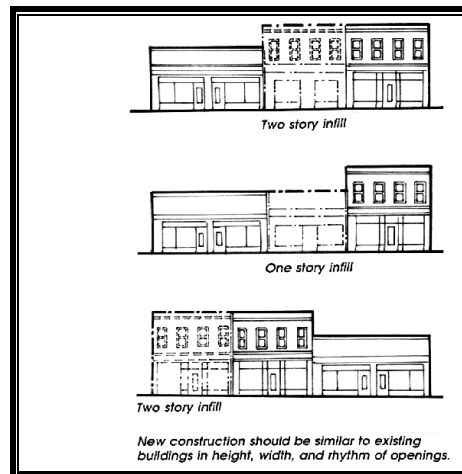 Two story infill
One story infill
Two story infill
New construction should be similar to existing
buildings in height, width, and rhythm of openings.